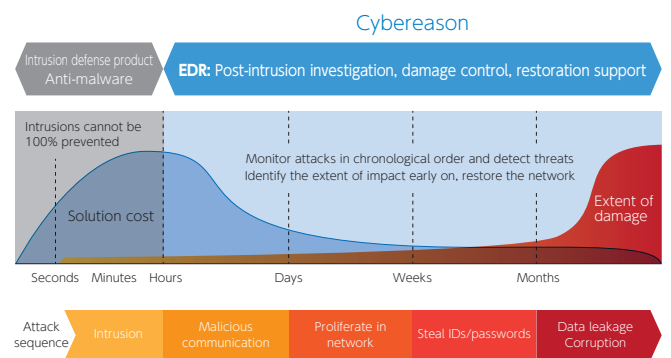 Cybereason
Intrusion defense product
Anti-malware
EDR: Post-intrusion investigation, damage control, restoration support
Intrusions cannot be
100% prevented
Monitor attacks in chronological order and detect threats
Identify the extent of impact early on, restore the network
Solution cost
Extent of
damage
Seconds Minutes Hours Days Weeks Months
Attack
sequence
Intrusion
Malicious
communication
Proliferate in
network
Steal IDs/passwords
Data leakage
Corruption